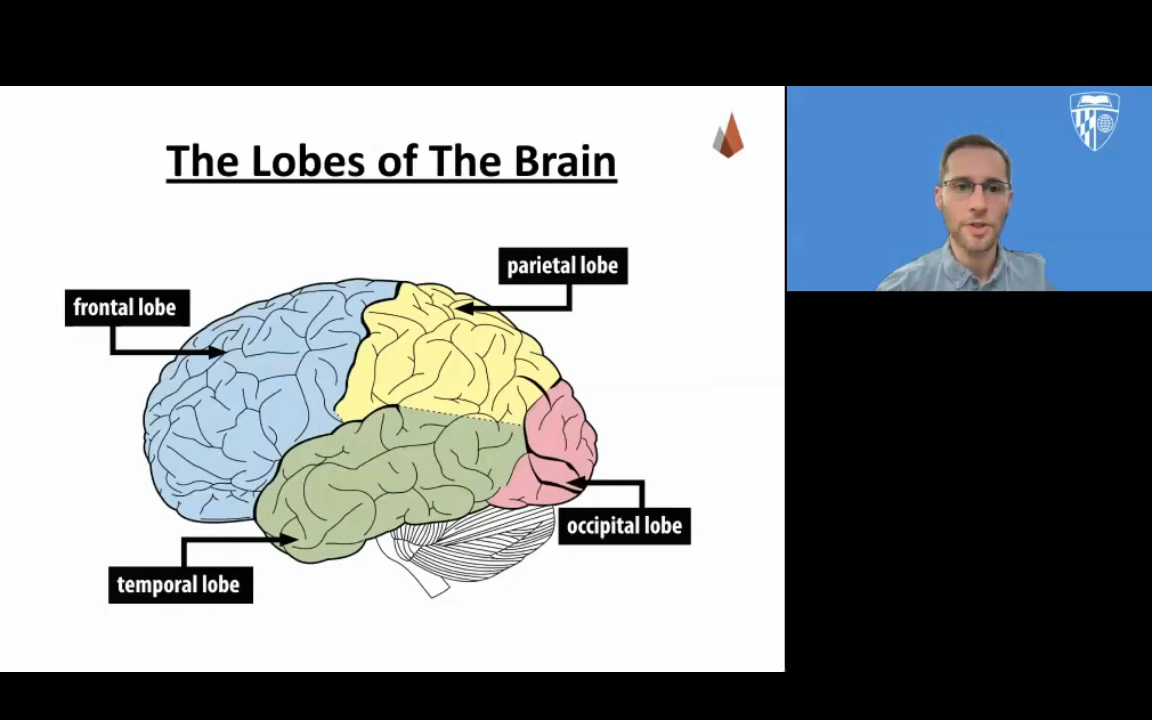 The Lobes of The Brain
parietal lobe
frontal lobe
occipital lobe
temporal lobe